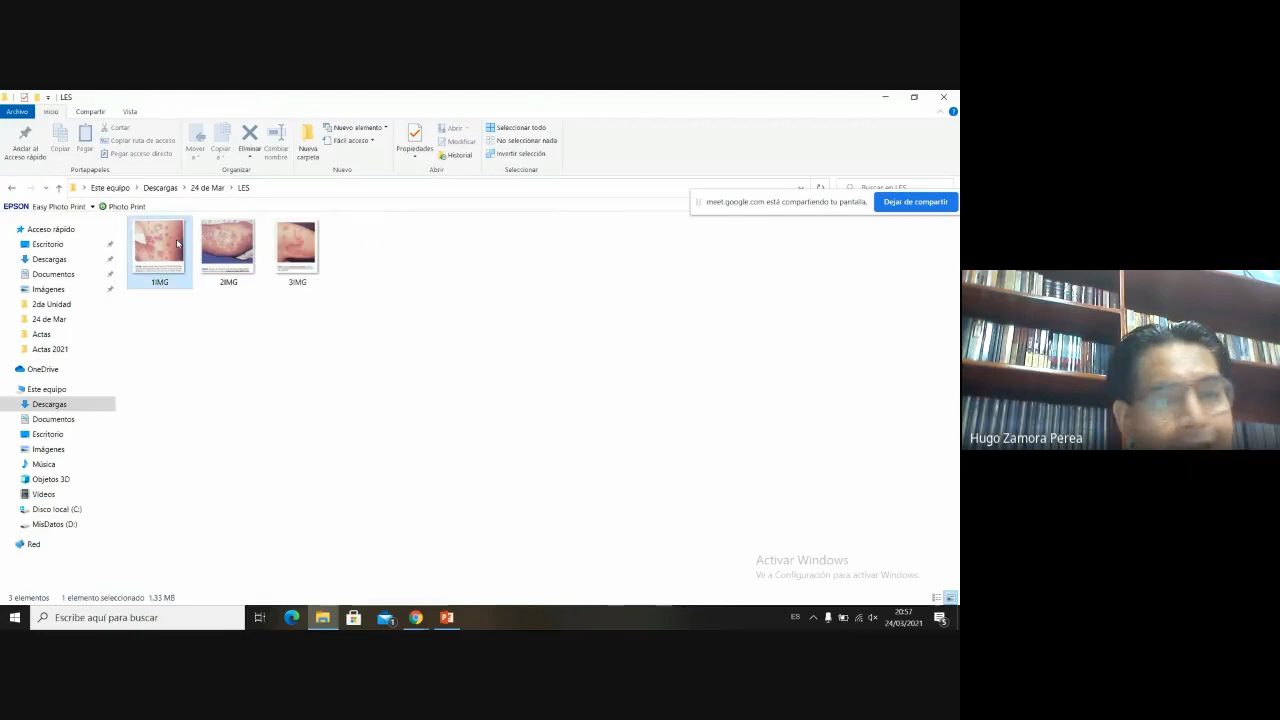 LES
Archivo Inicio Compartir Vista
Anclar al Acceso rápido
Copiar
Pegar
Cortar
Copiar ruta de acceso
Pegar acceso directo
Portapapeles
Mover a
Copiar a
Eliminar
Cambiar nombre
Organizar
Nueva carpeta
Nuevo elemento
Fácil acceso
Nuevo
Propiedades
Abrir
Modificar
Historial
Abrir
Seleccionar todo
No seleccionar nada
Invertir selección
Seleccionar
Este equipo Descargas 24 de Mar LES
Buscar en LES
meet.google.com está compartiendo tu pantalla.
Dejar de compartir
EPSON Easy Photo Print Photo Print
Acceso rápido
Escritorio
Descargas
Documentos
Imágenes
2da Unidad
24 de Mar
Actas
Actas 2021
OneDrive
Este equipo
Descargas
Documentos
Escritorio
Imágenes
Música
Objetos 3D
Vídeos
Disco local (C:)
MisDatos (D:)
Red
1IMG 2IMG 3IMG
Hugo Zamora Perea
Activar Windows
Ve a Configuración para activar Windows.
3 elementos 1 elemento seleccionado 1.33 MB
Escribe aquí para buscar
1
ES
20:57
24/03/2021
5